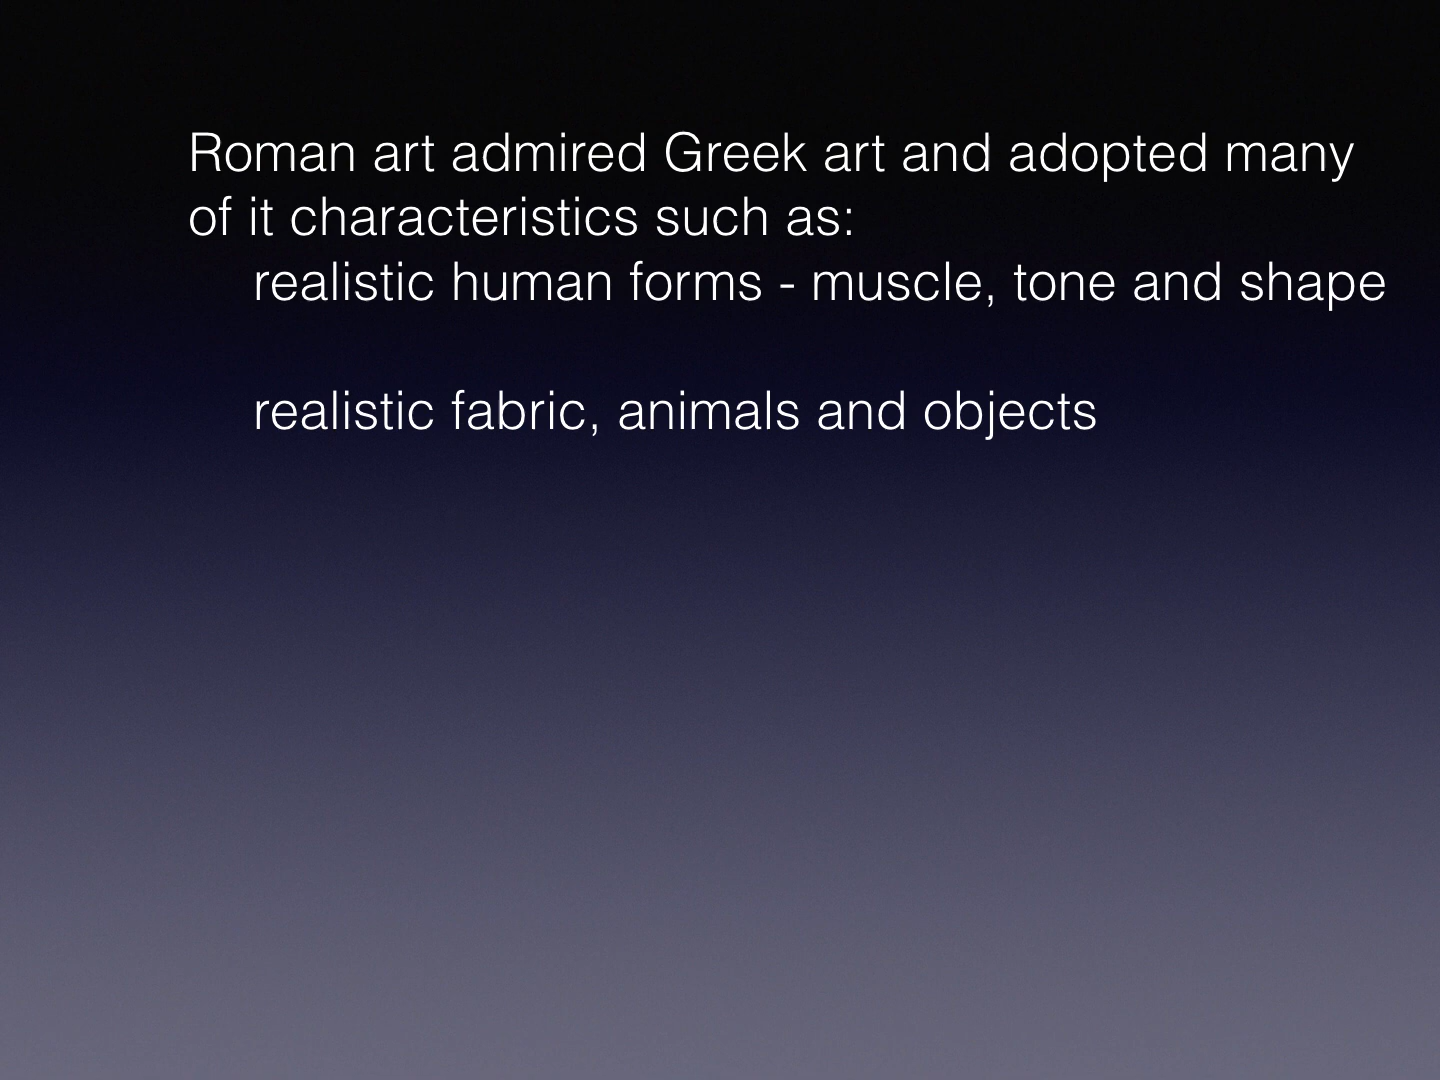 Roman art admired Greek art and adopted many
of it characteristics such as:
realistic human forms - muscle, tone and shape
realistic fabric, animals and objects